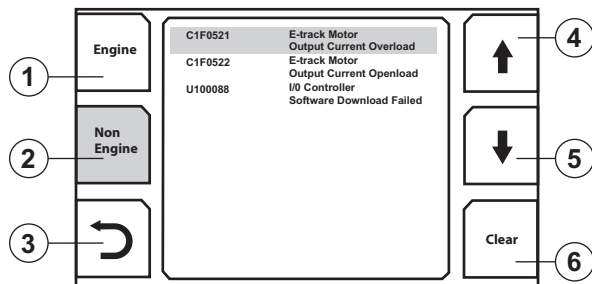 Engine
1
Non
Engine
2
3
C1F0521 E-track Motor
Output Current Overload
C1F0522 E-track Motor
Output Current Openload
U100088 I/0 Controller
Software Download Failed
4
5
Clear
6